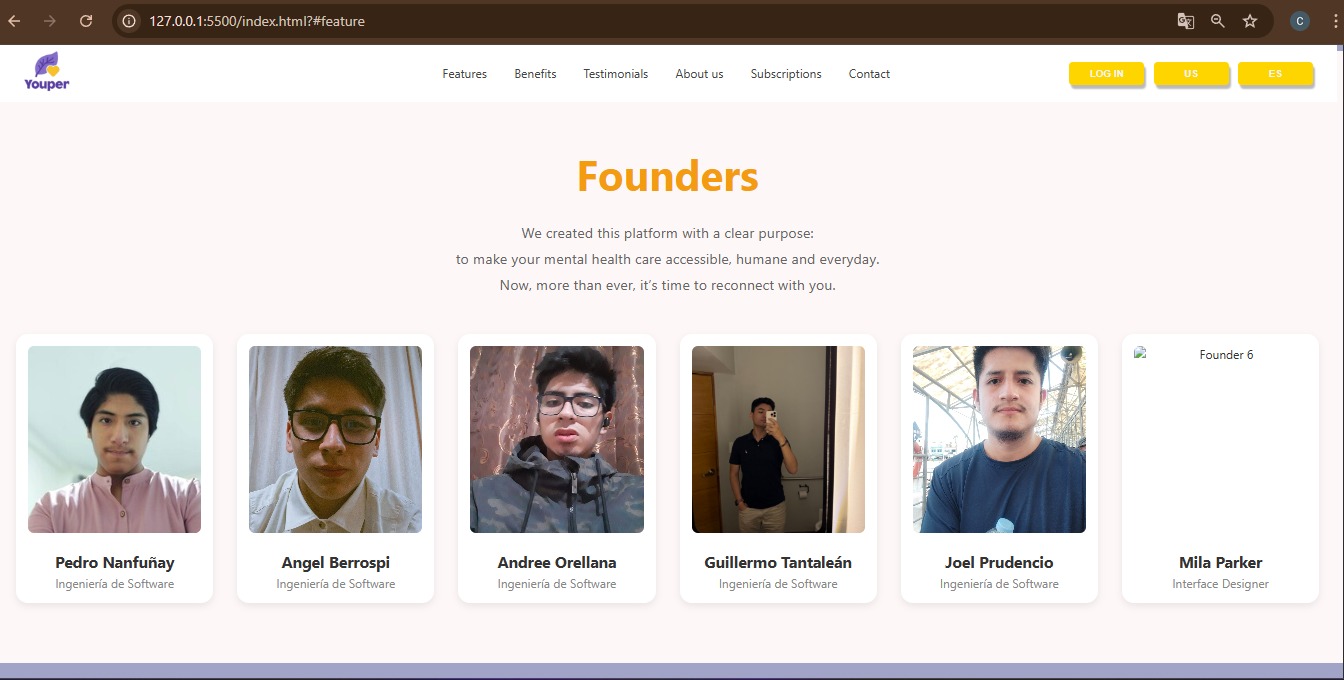 127.0.0.1:5500/index.html?#feature
C
Youper
Features Benefits Testimonials About us Subscriptions Contact
LOG IN US ES
Founders
We created this platform with a clear purpose:
to make your mental health care accessible, humane and everyday.
Now, more than ever, it’s time to reconnect with you.
Founder 6
Pedro Nanfuñay
Ingeniería de Software
Angel Berrospi
Ingeniería de Software
Andree Orellana
Ingeniería de Software
Guillermo Tantaleán
Ingeniería de Software
Joel Prudencio
Ingeniería de Software
Mila Parker
Interface Designer